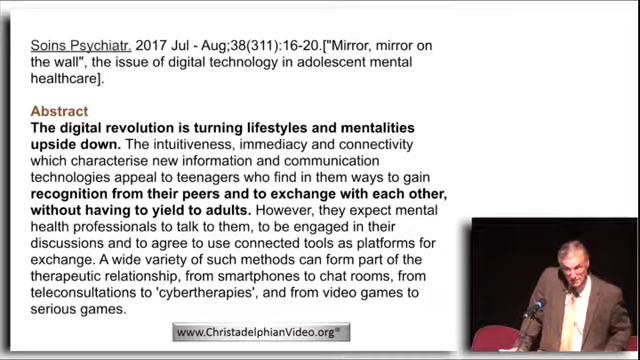 Soins Psychiatr. 2017 Jul - Aug;38(311):16-20.["Mirror, mirror on
the wall", the issue of digital technology in adolescent mental
healthcare].
Abstract
The digital revolution is turning lifestyles and mentalities
upside down. The intuitiveness, immediacy and connectivity
which characterise new information and communication
technologies appeal to teenagers who find in them ways to gain
recognition from their peers and to exchange with each other,
without having to yield to adults. However, they expect mental
health professionals to talk to them, to be engaged in their
discussions and to agree to use connected tools as platforms for
exchange. A wide variety of such methods can form part of the
therapeutic relationship, from smartphones to chat rooms, from
teleconsultations to 'cybertherapies', and from video games to
serious games.
www.ChristadelphianVideo.org®